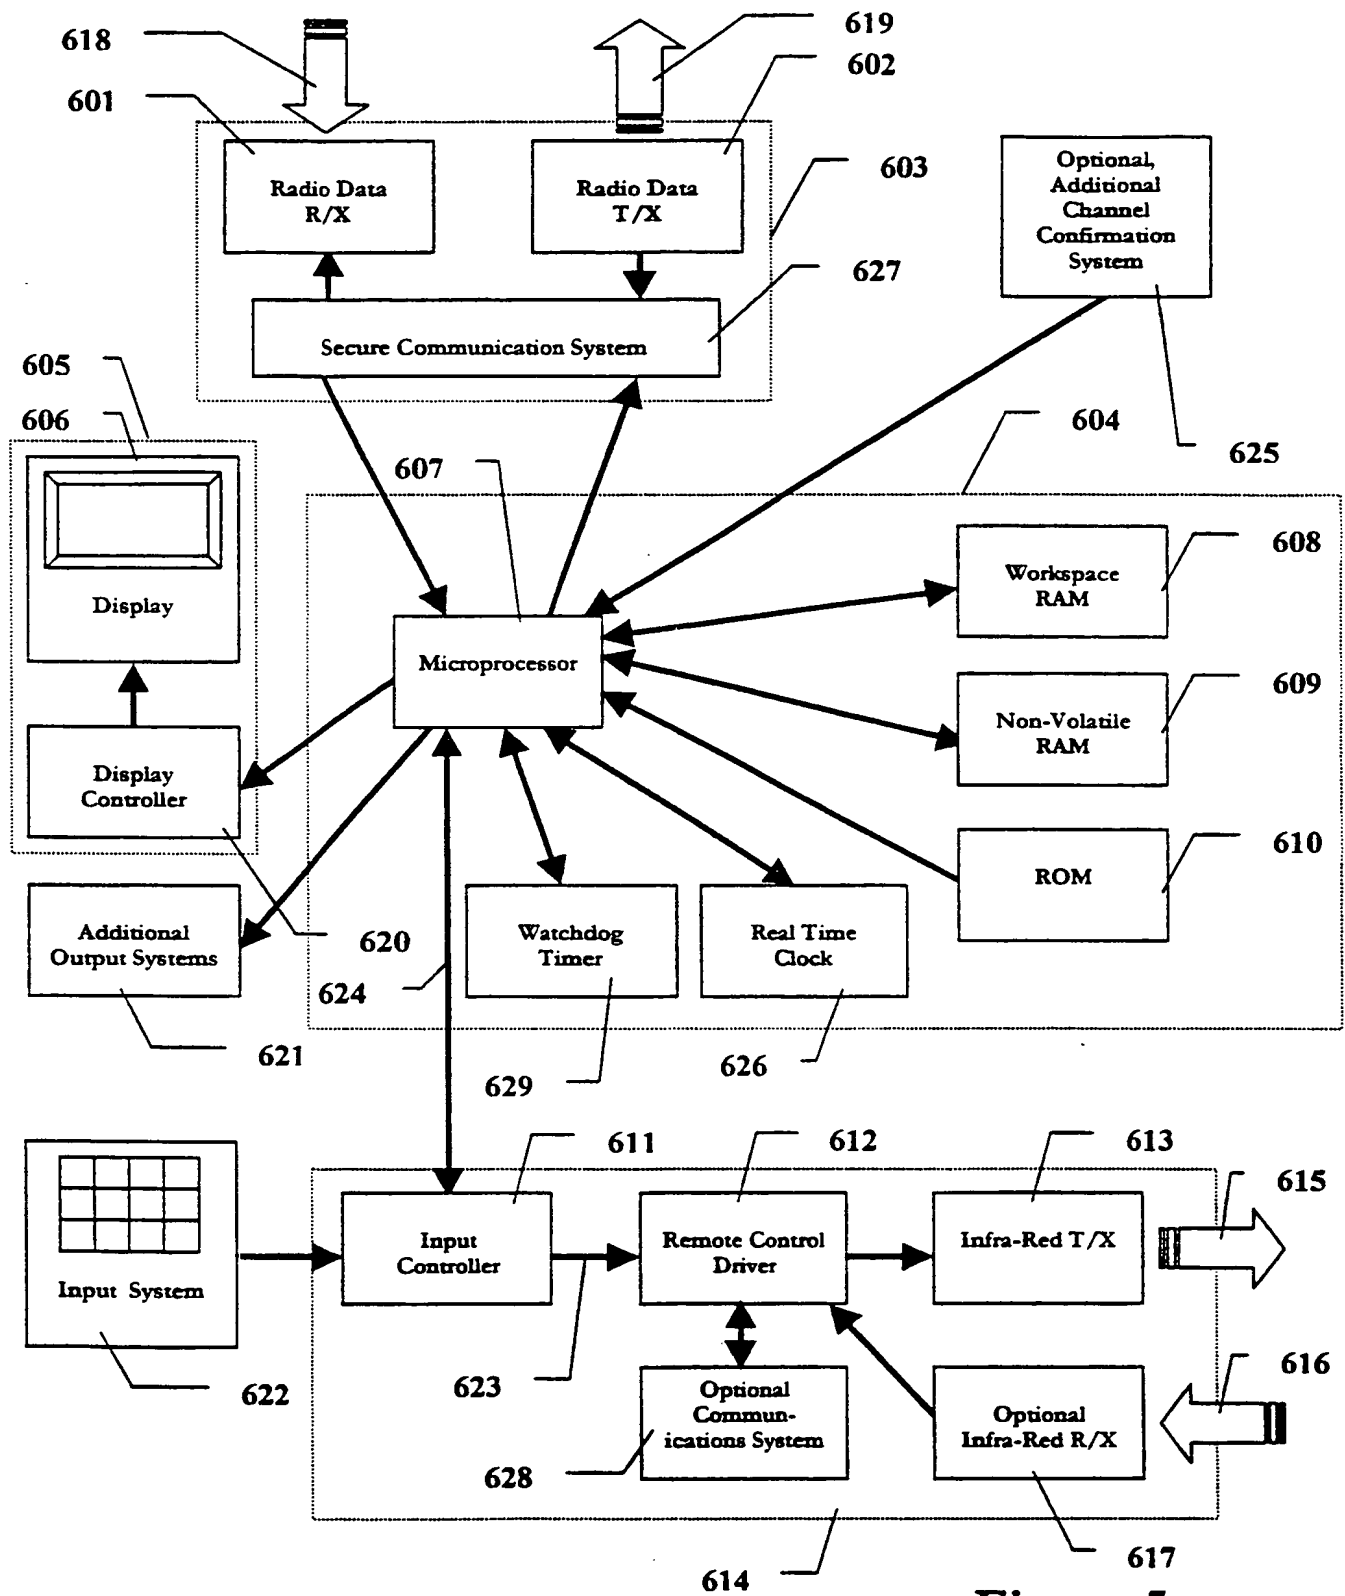 618
619
602
601
603
Radio Data
R/X
Radio Data
T/X
Optional,
Additional
Channel
Confirmation
System
627
Secure Communication System
605
606
604
625
607
608
Workspace
RAM
Display
Microprocessor
609
Non-Volatile
RAM
Display
Controller
610
ROM
Additional
Output Systems
620
624
Watchdog
Timer
Real Time
Clock
621
629
626
611
612
613
615
Input
Controller
Remote Control
Driver
Infra-Red T/X
Input System
622
623
616
Optional
Commun-
ications System
Optional
Infra-Red R/X
628
617
614